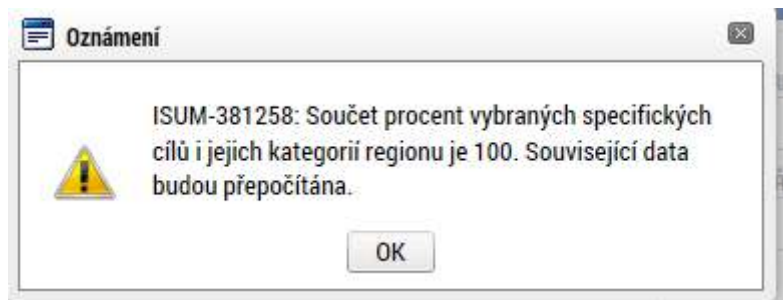 Oznámení
ISUM-381258: Součet procent vybraných specifických
cílů i jejich kategorií regionu je 100. Související data
budou přepočítána.
OK